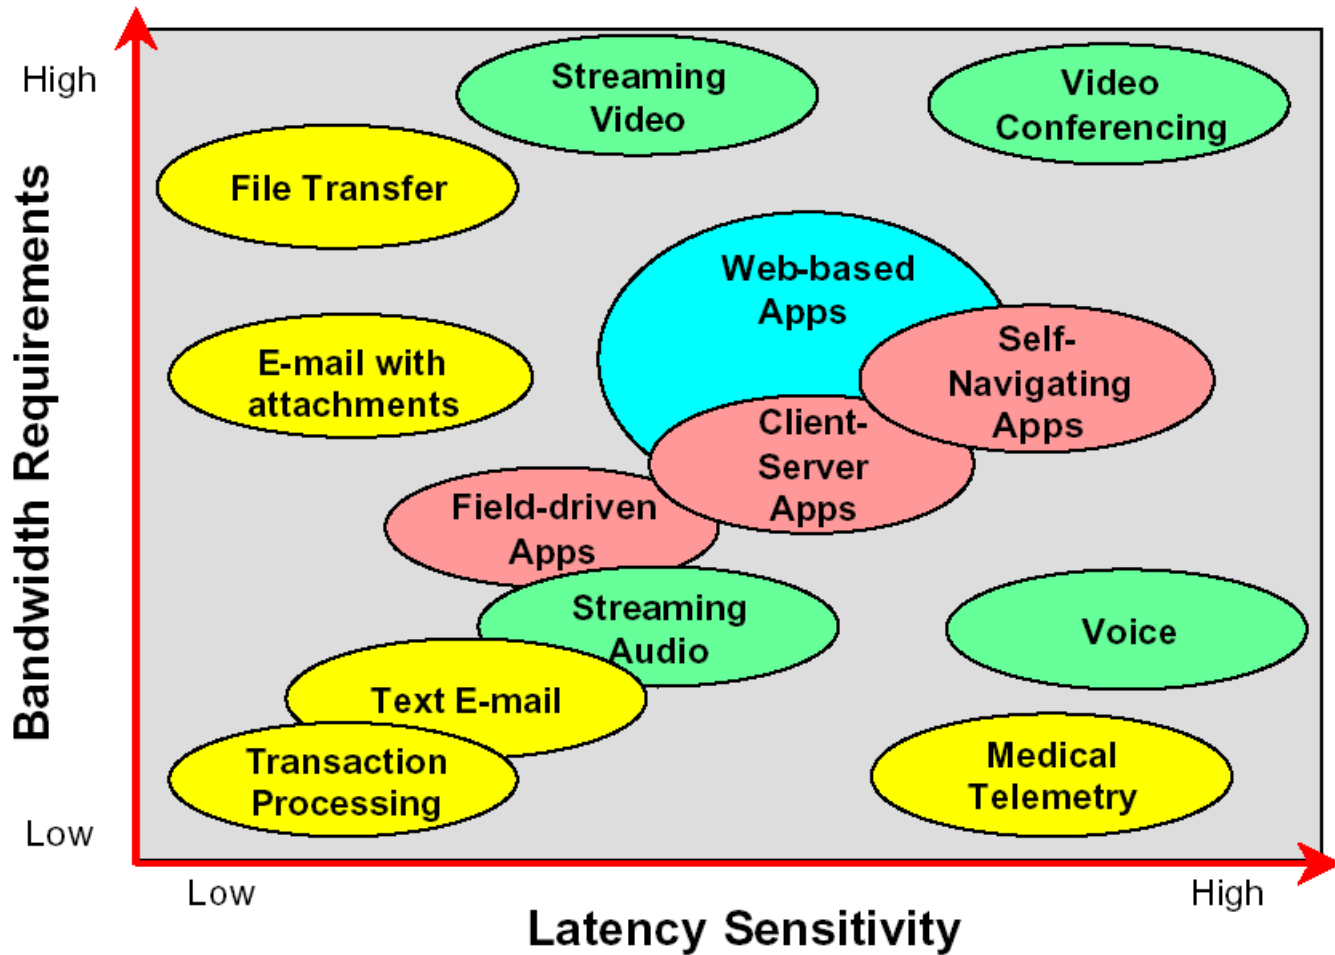 High
Streaming
Video
Video
Conferencing
File Transfer
Web-based
Apps
Self-
Navigating
Apps
E-mail with
attachments
Client-
Server
Apps
Field-driven
Apps
Streaming
Audio
Voice
Text E-mail
Transaction
Processing
Medical
Telemetry
Bandwidth Requirements
Low
Low
High
Latency Sensitivity